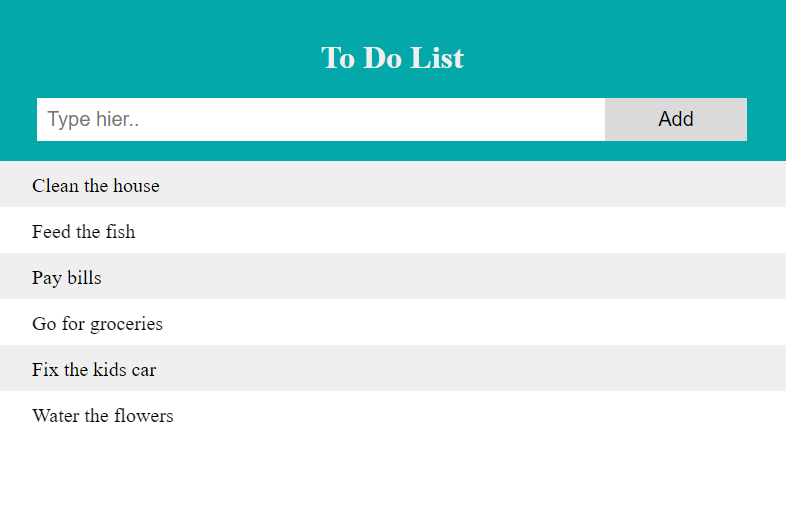 To Do List
Type hier.. Add
Clean the house
Feed the fish
Pay bills
Go for groceries
Fix the kids car
Water the flowers